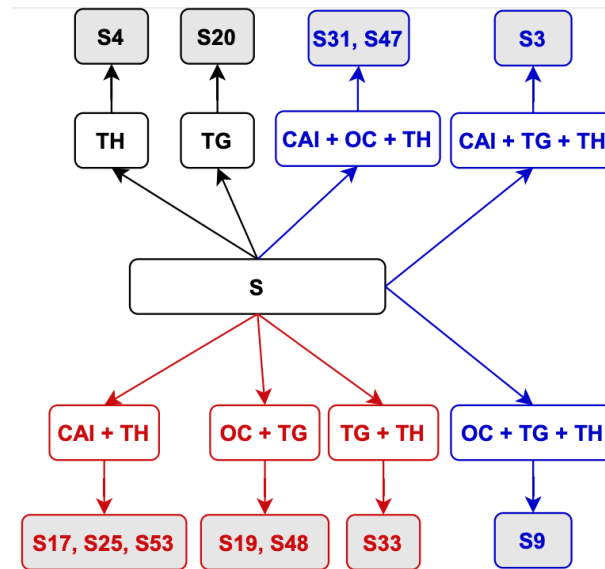 S4
S20
S31, S47
S3
TH
TG
CAI + OC + TH
CAI + TG + TH
S
CAI + TH
OC + TG
TG + TH
OC + TG + TH
S17, S25, S53
S19, S48
S33
S9